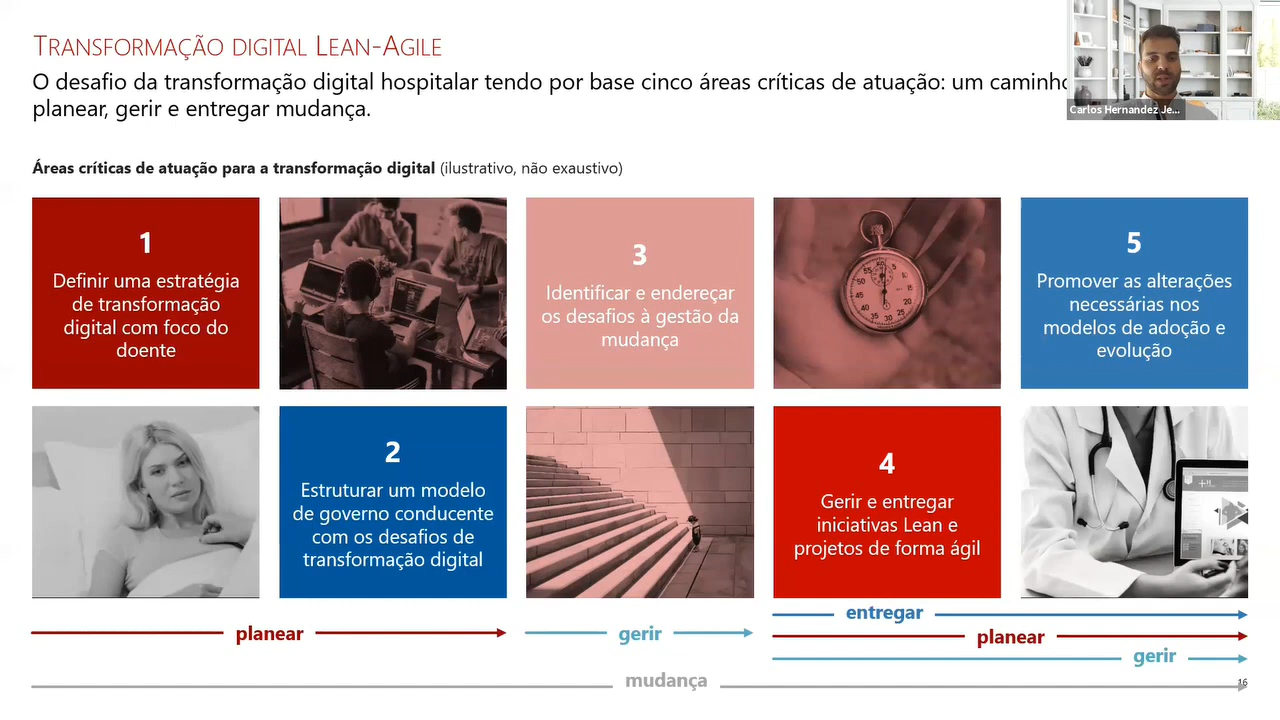 TRANSFORMAÇÃO DIGITAL LEAN-AGILE
O desafio da transformação digital hospitalar tendo por base cinco áreas críticas de atuação: um caminho
planear, gerir e entregar mudança.
Carlos Hernandez Je...
Áreas críticas de atuação para a transformação digital (ilustrativo, não exaustivo)
1
Definir uma estratégia
de transformação
digital com foco do
doente
3
Identificar e endereçar
os desafios à gestão da
mudança
5
Promover as alterações
necessárias nos
modelos de adoção e
evolução
2
Estruturar um modelo
de governo conducente
com os desafios de
transformação digital
4
Gerir e entregar
iniciativas Lean e
projetos de forma ágil
entregar
planear
gerir
planear
gerir
mudança
16